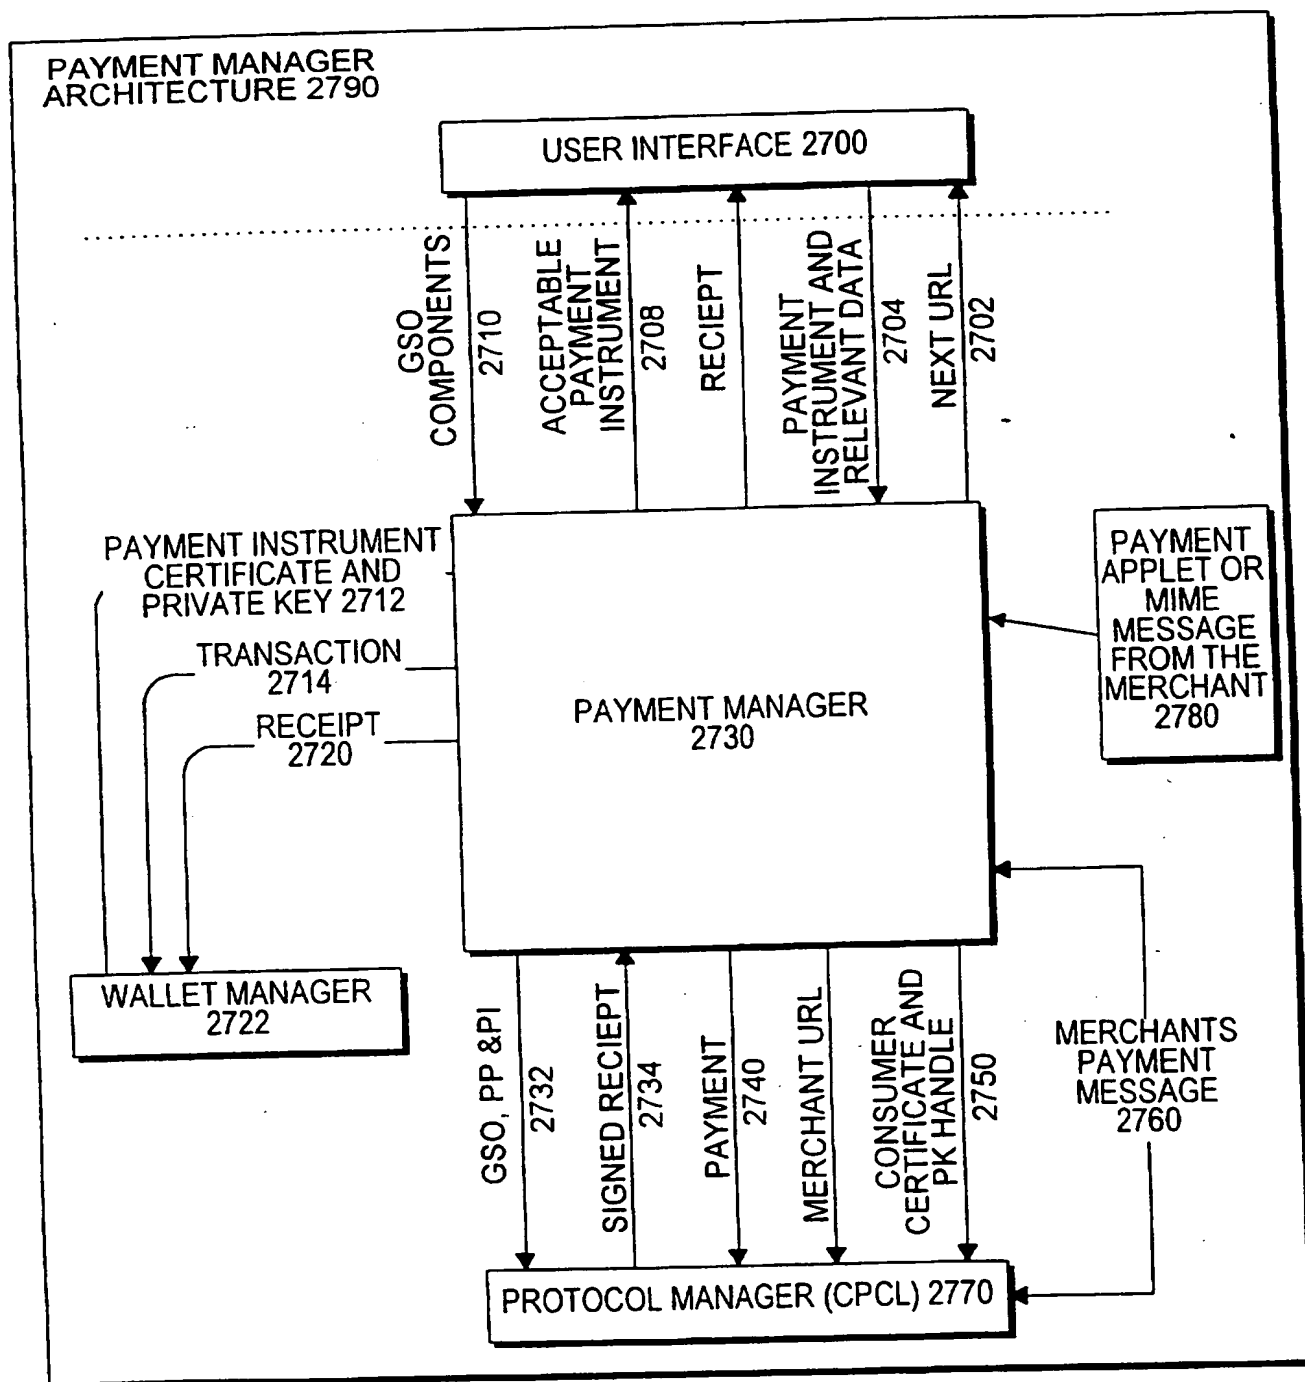 PAYMENT MANAGER
ARCHITECTURE 2790
USER INTERFACE 2700
GSO
COMPONENTS
2710
ACCEPTABLE
PAYMENT
INSTRUMENT
2708
RECIEPT
PAYMENT
INSTRUMENT AND
RELEVANT DATA
2704
NEXT URL
2702
PAYMENT INSTRUMENT
CERTIFICATE AND
PRIVATE KEY 2712
TRANSACTION
2714
RECEIPT
2720
PAYMENT MANAGER
2730
PAYMENT
APPLET OR
MIME
MESSAGE
FROM THE
MERCHANT
2780
WALLET MANAGER
2722
GSO, PP &PI
2732
SIGNED RECIEPT
2734
PAYMENT
2740
MERCHANT URL
CONSUMER
CERTIFICATE AND
PK HANDLE
2750
MERCHANTS
PAYMENT
MESSAGE
2760
PROTOCOL MANAGER (CPCL) 2770